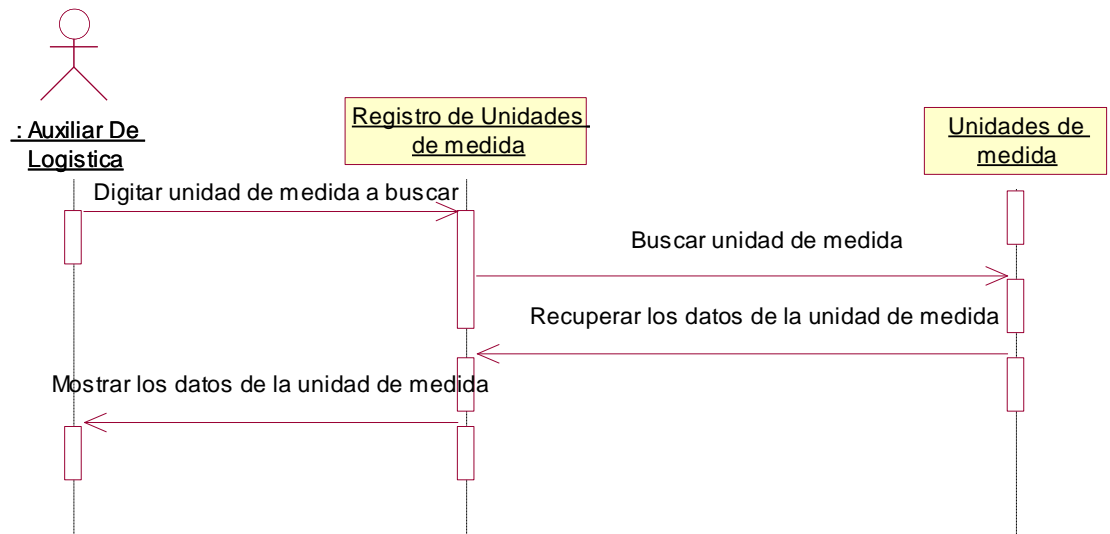 : Auxiliar De
Logistica
Registro de Unidades
de medida
Unidades de
medida
Digitar unidad de medida a buscar
Buscar unidad de medida
Recuperar los datos de la unidad de medida
Mostrar los datos de la unidad de medida